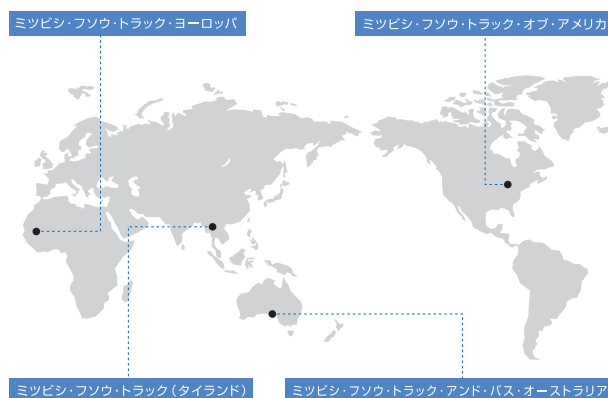 ミツビシ・フソウ・トラック・ヨーロッパ
ミツビシ・フソウ・トラック・オブ・アメリカ
ミツビシ・フソウ・トラック（タイランド）
ミツビシ・フソウ・トラック・アンド・バス・オーストラリア